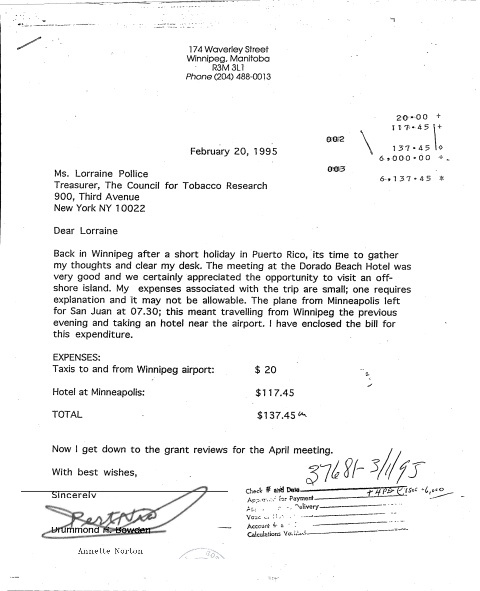 174 Waverley Street
Winnipeg, Manitoba
R3M 3L1
Phone (204) 488-0013
20·00 +
117·45 +
002
137·45 ◊
6,000·00 +
003
6,137·45 *
February 20, 1995
Ms. Lorraine Pollice
Treasurer, The Council for Tobacco Research
900, Third Avenue
New York NY 10022
Dear Lorraine
Back in Winnipeg after a short holiday in Puerto Rico, its time to gather
my thoughts and clear my desk. The meeting at the Dorado Beach Hotel was
very good and we certainly appreciated the opportunity to visit an off-
shore island. My expenses associated with the trip are small; one requires
explanation and it may not be allowable. The plane from Minneapolis left
for San Juan at 07.30; this meant travelling from Winnipeg the previous
evening and taking an hotel near the airport. I have enclosed the bill for
this expenditure.
EXPENSES:
Taxis to and from Winnipeg airport: $ 20
Hotel at Minneapolis: $117.45
TOTAL $137.45
Now I get down to the grant reviews for the April meeting.
With best wishes,
Sincerely
Drummond H. Bowden
Annette Norton
37681-3/1/95
Check # and Date
Approved for Payment
Delivery
Account #
Calculations